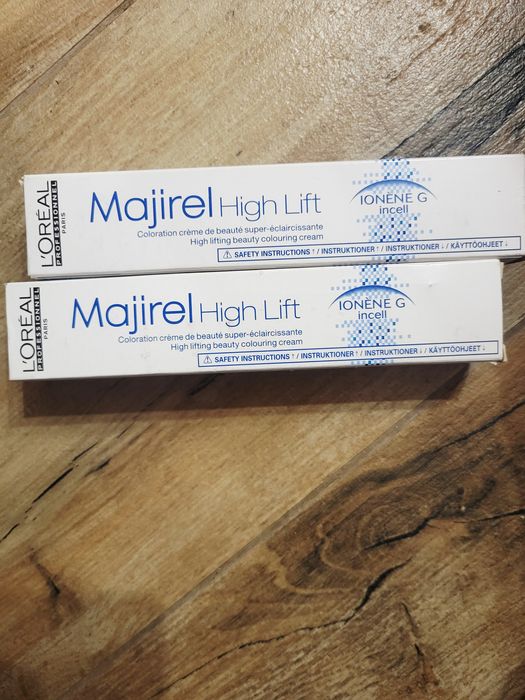 L'ORÉAL
PROFESSIONNEL
PARIS
Majirel High Lift
Coloration crème de beauté super-éclaircissante
High lifting beauty colouring cream
IONÈNE G
incell
⚠ SAFETY INSTRUCTIONS ↑ / INSTRUKTIONER ↑ / INSTRUKTIONER ↓ / KÄYTTÖOHJEET ↓
L'ORÉAL
PROFESSIONNEL
PARIS
Majirel High Lift
Coloration crème de beauté super-éclaircissante
High lifting beauty colouring cream
IONÈNE G
incell
⚠ SAFETY INSTRUCTIONS ↑ / INSTRUKTIONER ↑ / INSTRUKTIONER ↓ / KÄYTTÖOHJEET ↓